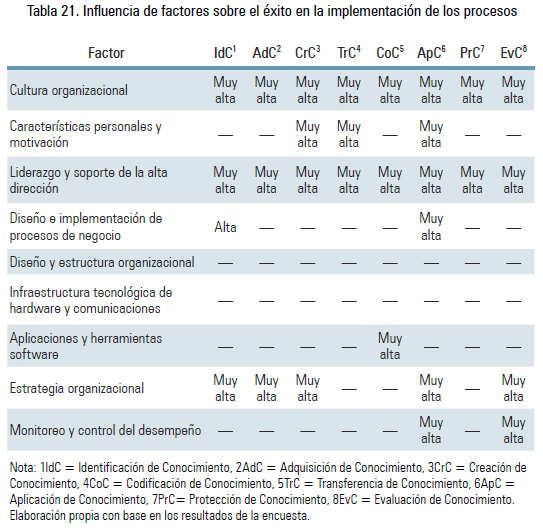 Tabla 21. Influencia de factores sobre el éxito en la implementación de los procesos
Factor IdC1 AdC2 CrC3 TrC4 CoC5 ApC6 PrC7 EvC8
Cultura organizacional Muy alta Muy alta Muy alta Muy alta Muy alta Muy alta Muy alta Muy alta
Características personales y
motivación — — Muy alta Muy alta — Muy alta — —
Liderazgo y soporte de la alta
dirección Muy alta Muy alta Muy alta Muy alta Muy alta Muy alta Muy alta Muy alta
Diseño e implementación de
procesos de negocio Alta — — — — Muy alta — —
Diseño y estructura organizacional — — — — — — — —
Infraestructura tecnológica de
hardware y comunicaciones — — — — — — — —
Aplicaciones y herramientas
software — — — — Muy alta — — —
Estrategia organizacional Muy alta Muy alta Muy alta — — Muy alta — Muy alta
Monitoreo y control del desempeño — — — — — Muy alta — Muy alta
Nota: 1IdC = Identificación de Conocimiento, 2AdC = Adquisición de Conocimiento, 3CrC = Creación de
Conocimiento, 4CoC = Codificación de Conocimiento, 5TrC = Transferencia de Conocimiento, 6ApC =
Aplicación de Conocimiento, 7PrC= Protección de Conocimiento, 8EvC = Evaluación de Conocimiento.
Elaboración propia con base en los resultados de la encuesta.